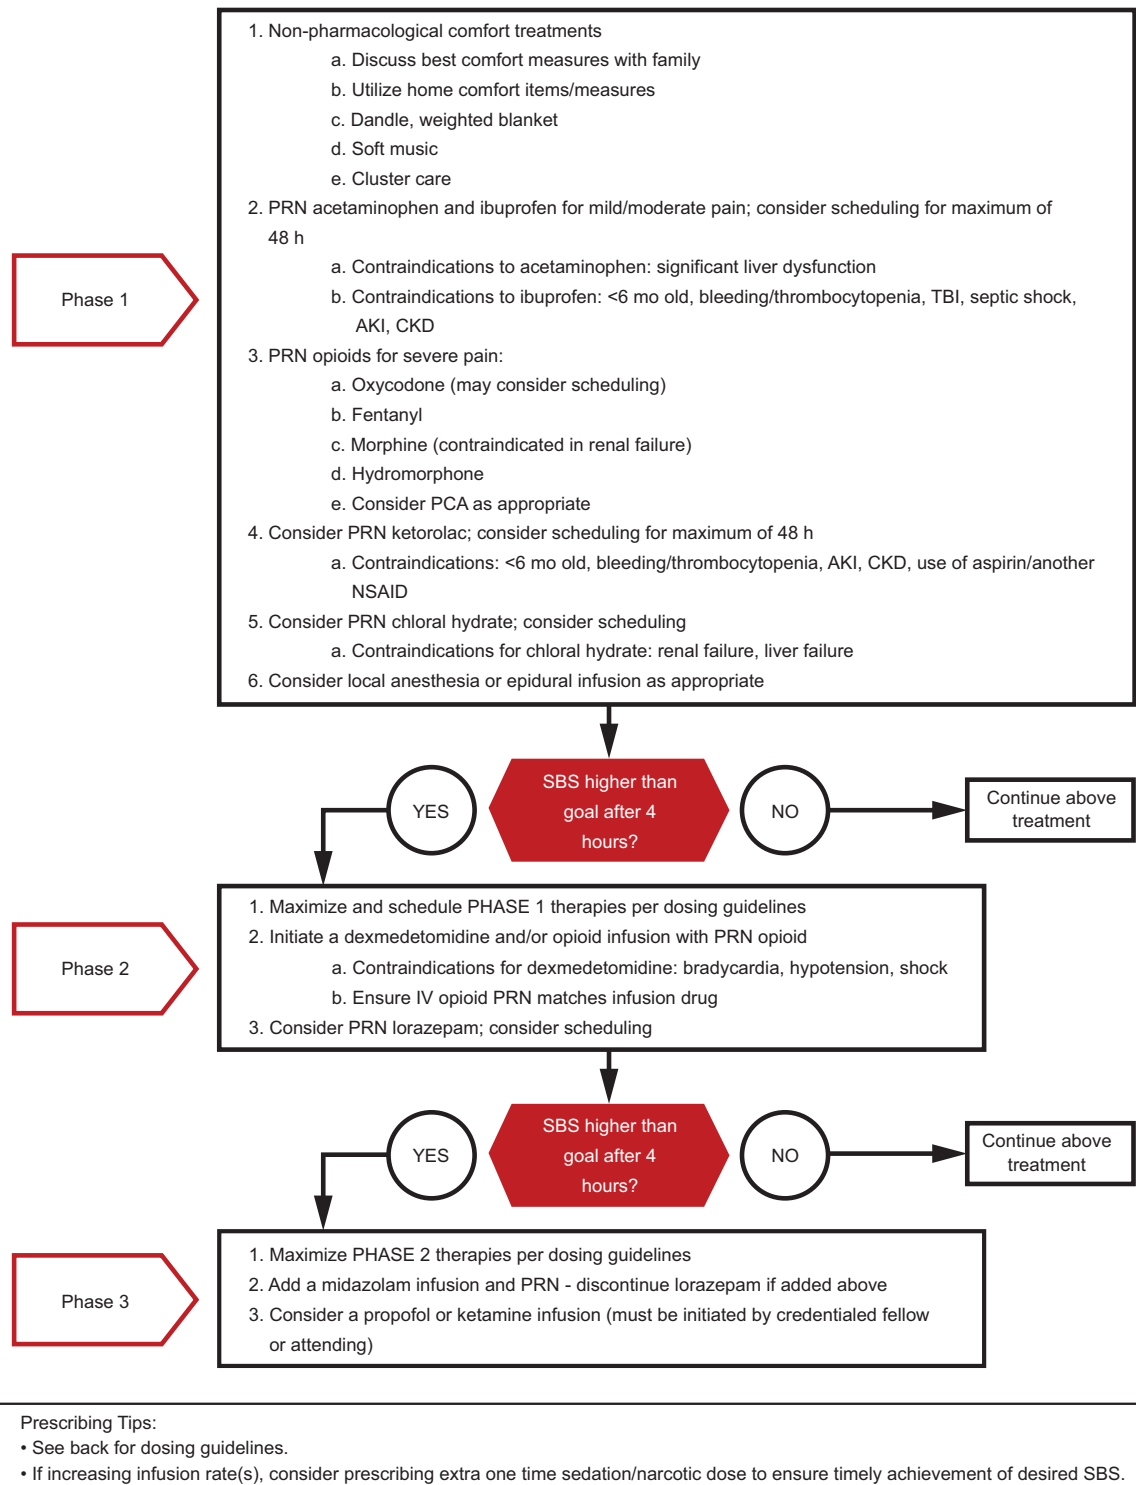 1. Non-pharmacological comfort treatments
a. Discuss best comfort measures with family
b. Utilize home comfort items/measures
c. Dandle, weighted blanket
d. Soft music
e. Cluster care
2. PRN acetaminophen and ibuprofen for mild/moderate pain; consider scheduling for maximum of
48 h
a. Contraindications to acetaminophen: significant liver dysfunction
b. Contraindications to ibuprofen: <6 mo old, bleeding/thrombocytopenia, TBI, septic shock,
AKI, CKD
Phase 1
3. PRN opioids for severe pain:
a. Oxycodone (may consider scheduling)
b. Fentanyl
c. Morphine (contraindicated in renal failure)
d. Hydromorphone
e. Consider PCA as appropriate
4. Consider PRN ketorolac; consider scheduling for maximum of 48 h
a. Contraindications: <6 mo old, bleeding/thrombocytopenia, AKI, CKD, use of aspirin/another
NSAID
5. Consider PRN chloral hydrate; consider scheduling
a. Contraindications for chloral hydrate: renal failure, liver failure
6. Consider local anesthesia or epidural infusion as appropriate
YES
SBS higher than
goal after 4
hours?
NO
Continue above
treatment
Phase 2
1. Maximize and schedule PHASE 1 therapies per dosing guidelines
2. Initiate a dexmedetomidine and/or opioid infusion with PRN opioid
a. Contraindications for dexmedetomidine: bradycardia, hypotension, shock
b. Ensure IV opioid PRN matches infusion drug
3. Consider PRN lorazepam; consider scheduling
YES
SBS higher than
goal after 4
hours?
NO
Continue above
treatment
Phase 3
1. Maximize PHASE 2 therapies per dosing guidelines
2. Add a midazolam infusion and PRN - discontinue lorazepam if added above
3. Consider a propofol or ketamine infusion (must be initiated by credentialed fellow
or attending)
Prescribing Tips:
• See back for dosing guidelines.
• If increasing infusion rate(s), consider prescribing extra one time sedation/narcotic dose to ensure timely achievement of desired SBS.